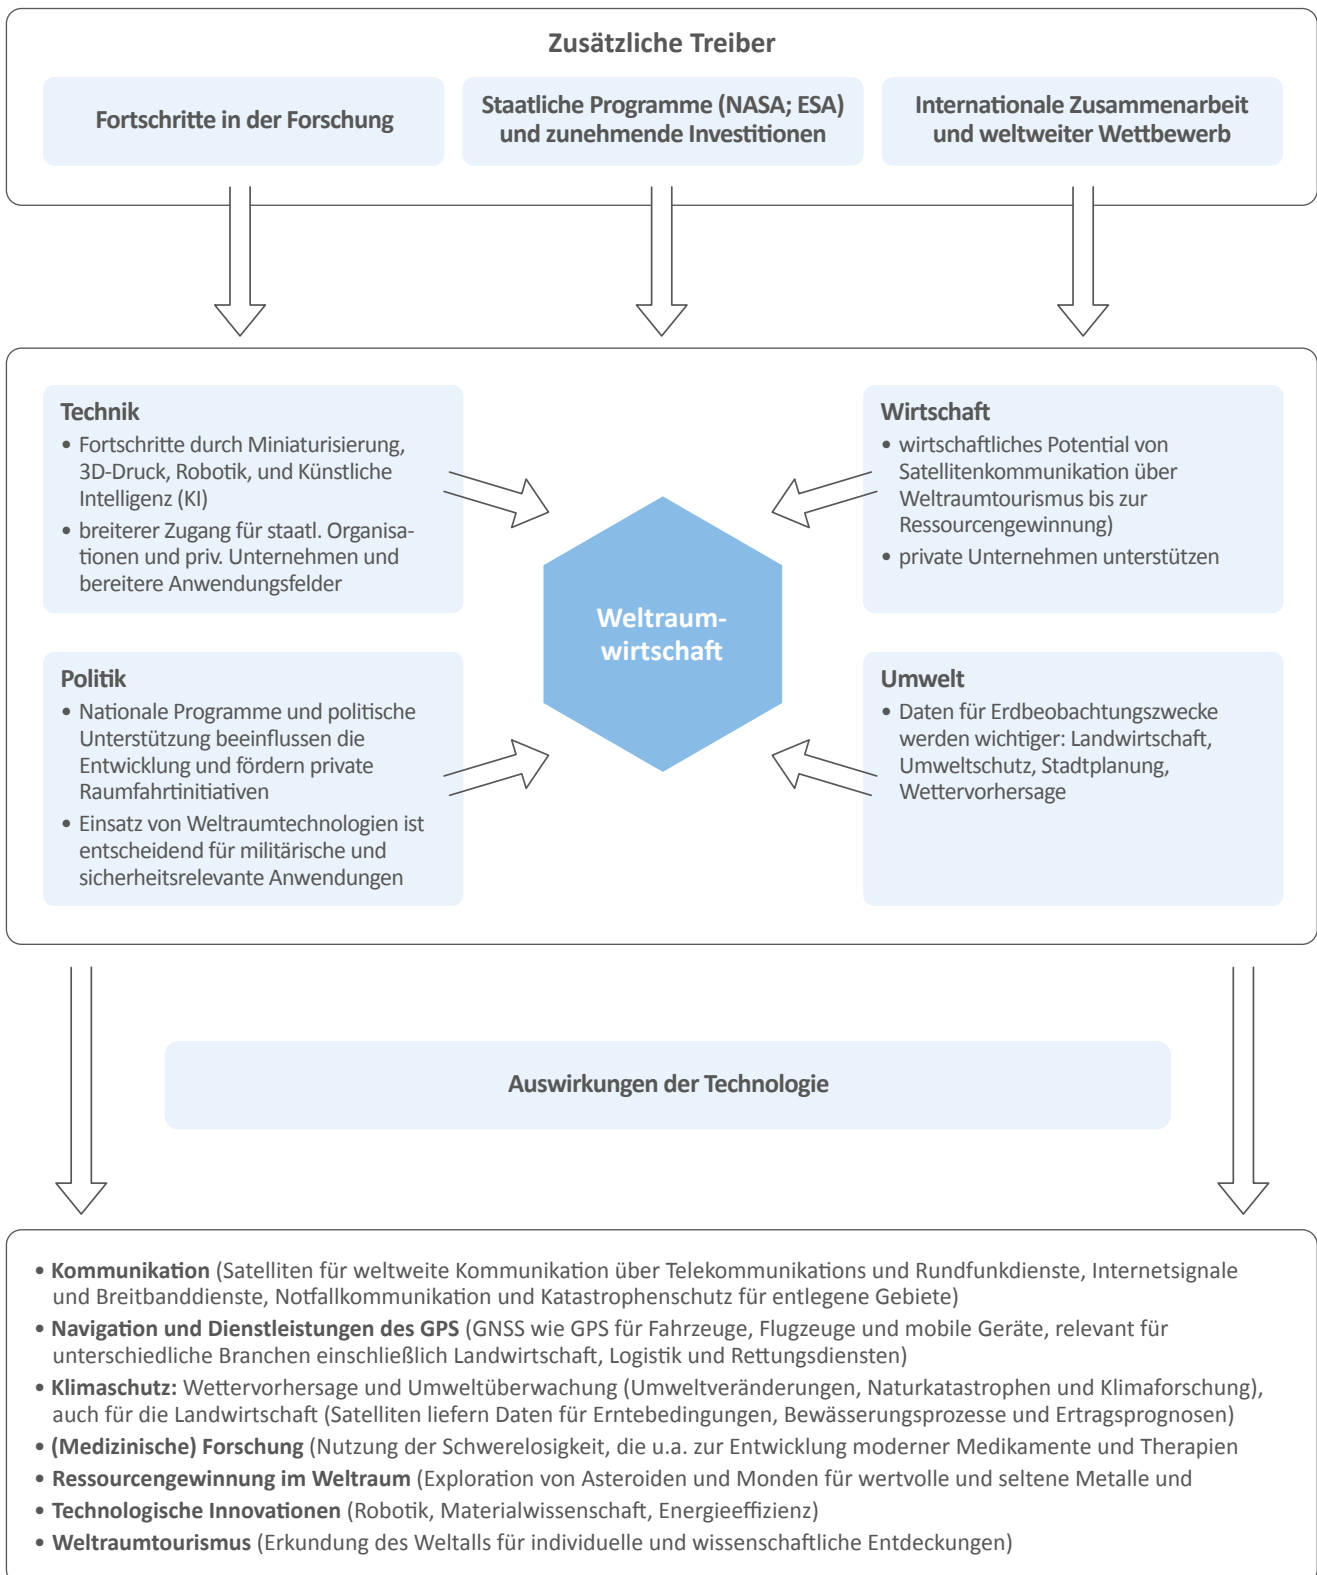 Zusätzliche Treiber
Fortschritte in der Forschung
Staatliche Programme (NASA; ESA)
und zunehmende Investitionen
Internationale Zusammenarbeit
und weltweiter Wettbewerb
Technik
• Fortschritte durch Miniaturisierung,
3D-Druck, Robotik, und Künstliche
Intelligenz (KI)
• breiterer Zugang für staatl. Organisa-
tionen und priv. Unternehmen und
bereitere Anwendungsfelder
Wirtschaft
• wirtschaftliches Potential von
Satellitenkommunikation über
Weltraumtourismus bis zur
Ressourcengewinnung)
• private Unternehmen unterstützen
Weltraum-
wirtschaft
Politik
• Nationale Programme und politische
Unterstützung beeinflussen die
Entwicklung und fördern private
Raumfahrtinitiativen
• Einsatz von Weltraumtechnologien ist
entscheidend für militärische und
sicherheitsrelevante Anwendungen
Umwelt
• Daten für Erdbeobachtungszwecke
werden wichtiger: Landwirtschaft,
Umweltschutz, Stadtplanung,
Wettervorhersage
Auswirkungen der Technologie
• Kommunikation (Satelliten für weltweite Kommunikation über Telekommunikations und Rundfunkdienste, Internetsignale
und Breitbanddienste, Notfallkommunikation und Katastrophenschutz für entlegene Gebiete)
• Navigation und Dienstleistungen des GPS (GNSS wie GPS für Fahrzeuge, Flugzeuge und mobile Geräte, relevant für
unterschiedliche Branchen einschließlich Landwirtschaft, Logistik und Rettungsdiensten)
• Klimaschutz: Wettervorhersage und Umweltüberwachung (Umweltveränderungen, Naturkatastrophen und Klimaforschung),
auch für die Landwirtschaft (Satelliten liefern Daten für Erntebedingungen, Bewässerungsprozesse und Ertragsprognosen)
• (Medizinische) Forschung (Nutzung der Schwerelosigkeit, die u.a. zur Entwicklung moderner Medikamente und Therapien
• Ressourcengewinnung im Weltraum (Exploration von Asteroiden und Monden für wertvolle und seltene Metalle und
• Technologische Innovationen (Robotik, Materialwissenschaft, Energieeffizienz)
• Weltraumtourismus (Erkundung des Weltalls für individuelle und wissenschaftliche Entdeckungen)